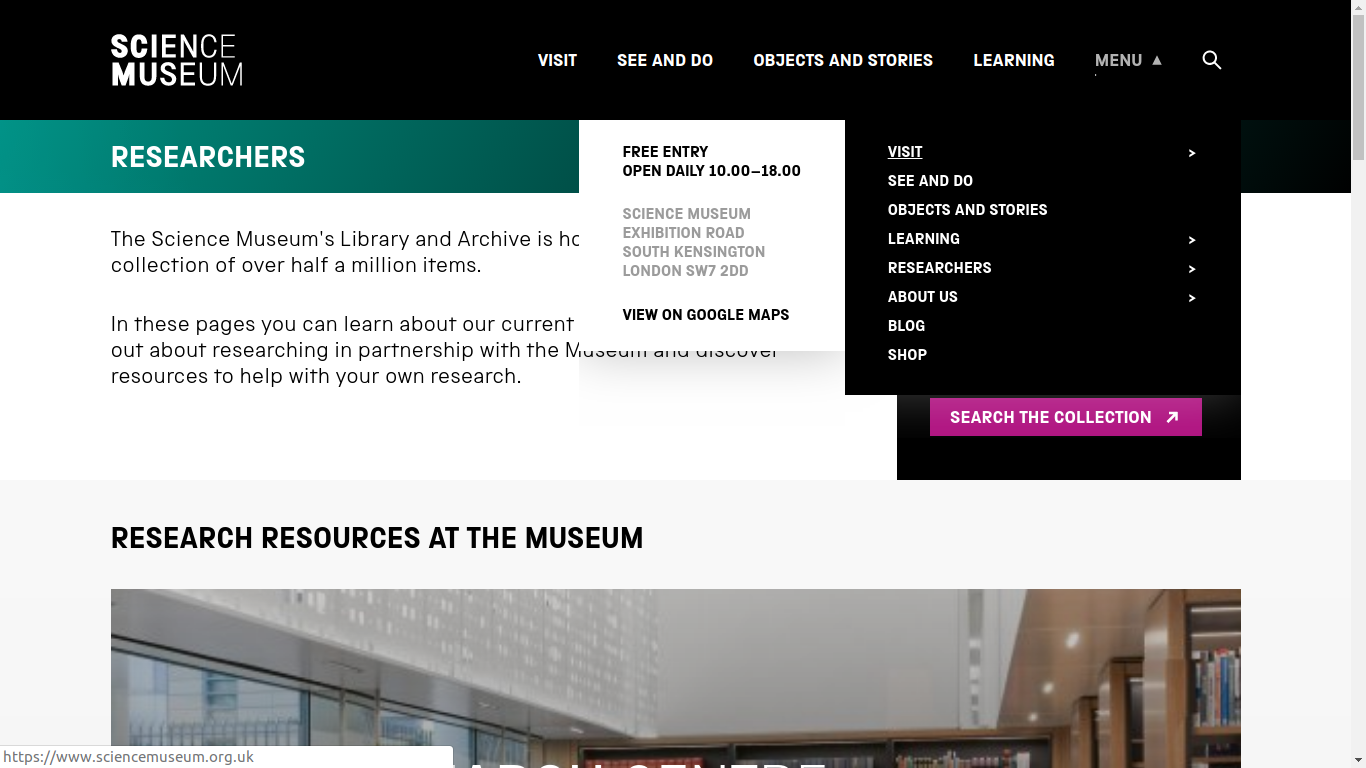 SCIENCE
MUSEUM
VISIT
SEE AND DO
OBJECTS AND STORIES
LEARNING
MENU ▲
RESEARCHERS
FREE ENTRY
OPEN DAILY 10.00–18.00
SCIENCE MUSEUM
EXHIBITION ROAD
SOUTH KENSINGTON
LONDON SW7 2DD
VIEW ON GOOGLE MAPS
VISIT >
SEE AND DO
OBJECTS AND STORIES
LEARNING >
RESEARCHERS >
ABOUT US >
BLOG
SHOP
The Science Museum's Library and Archive is
collection of over half a million items.
In these pages you can learn about our current
out about researching in partnership with the Museum and discover
resources to help with your own research.
SEARCH THE COLLECTION
RESEARCH RESOURCES AT THE MUSEUM
https://www.sciencemuseum.org.uk